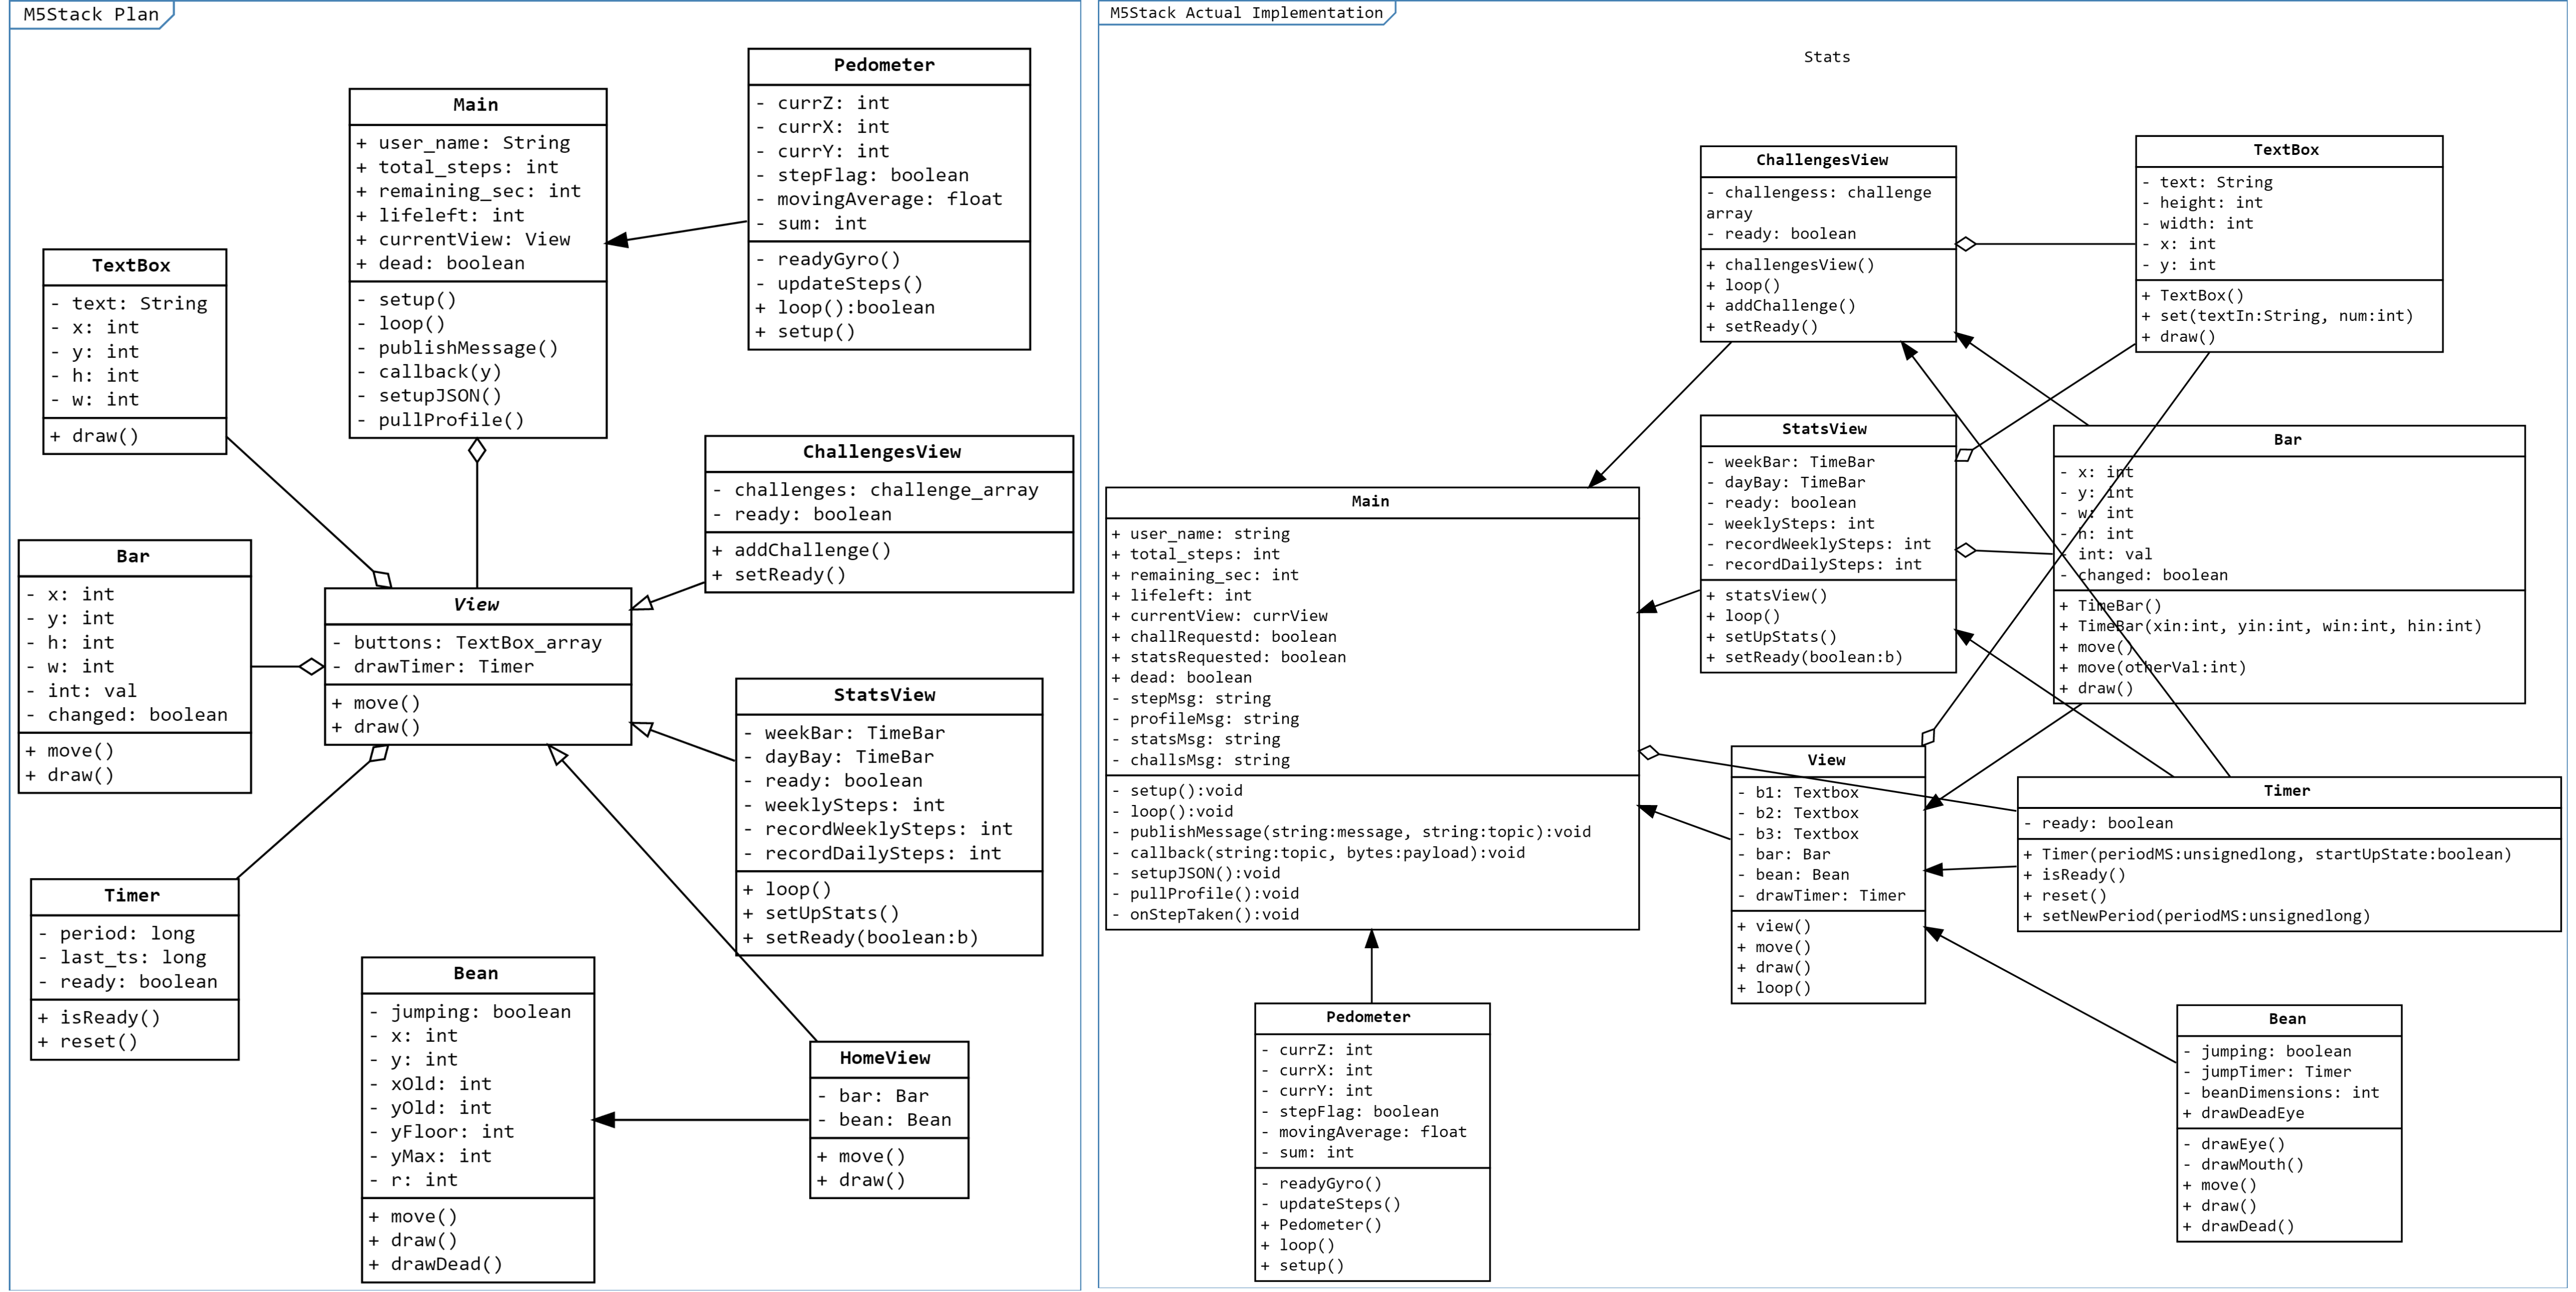 M5Stack Plan
Pedometer
- currZ: int
- currX: int
- currY: int
- stepFlag: boolean
- movingAverage: float
- sum: int
- readyGyro()
- updateSteps()
+ loop():boolean
+ setup()
Main
+ user_name: String
+ total_steps: int
+ remaining_sec: int
+ lifeleft: int
+ currentView: View
+ dead: boolean
- setup()
- loop()
- publishMessage()
- callback(y)
- setupJSON()
- pullProfile()
TextBox
- text: String
- x: int
- y: int
- h: int
- w: int
+ draw()
ChallengesView
- challenges: challenge_array
- ready: boolean
+ addChallenge()
+ setReady()
Bar
- x: int
- y: int
- h: int
- w: int
- int: val
- changed: boolean
+ move()
+ draw()
View
- buttons: TextBox_array
- drawTimer: Timer
+ move()
+ draw()
StatsView
- weekBar: TimeBar
- dayBay: TimeBar
- ready: boolean
- weeklySteps: int
- recordWeeklySteps: int
- recordDailySteps: int
+ loop()
+ setUpStats()
+ setReady(boolean:b)
Timer
- period: long
- last_ts: long
- ready: boolean
+ isReady()
+ reset()
Bean
- jumping: boolean
- x: int
- y: int
- xOld: int
- yOld: int
- yFloor: int
- yMax: int
- r: int
+ move()
+ draw()
+ drawDead()
HomeView
- bar: Bar
- bean: Bean
+ move()
+ draw()
M5Stack Actual Implementation
Stats
ChallengesView
- challengess: challenge
array
- ready: boolean
+ challengesView()
+ loop()
+ addChallenge()
+ setReady()
TextBox
- text: String
- height: int
- width: int
- x: int
- y: int
+ TextBox()
+ set(textIn:String, num:int)
+ draw()
StatsView
- weekBar: TimeBar
- dayBay: TimeBar
- ready: boolean
- weeklySteps: int
- recordWeeklySteps: int
- recordDailySteps: int
+ statsView()
+ loop()
+ setUpStats()
+ setReady(boolean:b)
Bar
- x: int
- y: int
- w: int
- h: int
- int: val
- changed: boolean
+ TimeBar()
+ TimeBar(xin:int, yin:int, win:int, hin:int)
+ move()
+ move(otherVal:int)
+ draw()
Main
+ user_name: string
+ total_steps: int
+ remaining_sec: int
+ lifeleft: int
+ currentView: currView
+ challRequestd: boolean
+ statsRequested: boolean
+ dead: boolean
- stepMsg: string
- profileMsg: string
- statsMsg: string
- challsMsg: string
- setup():void
- loop():void
- publishMessage(string:message, string:topic):void
- callback(string:topic, bytes:payload):void
- setupJSON():void
- pullProfile():void
- onStepTaken():void
View
- b1: Textbox
- b2: Textbox
- b3: Textbox
- bar: Bar
- bean: Bean
- drawTimer: Timer
+ view()
+ move()
+ draw()
+ loop()
Timer
- ready: boolean
+ Timer(periodMS:unsignedlong, startUpState:boolean)
+ isReady()
+ reset()
+ setNewPeriod(periodMS:unsignedlong)
Pedometer
- currZ: int
- currX: int
- currY: int
- stepFlag: boolean
- movingAverage: float
- sum: int
- readyGyro()
- updateSteps()
+ Pedometer()
+ loop()
+ setup()
Bean
- jumping: boolean
- jumpTimer: Timer
- beanDimensions: int
+ drawDeadEye
- drawEye()
- drawMouth()
+ move()
+ draw()
+ drawDead()